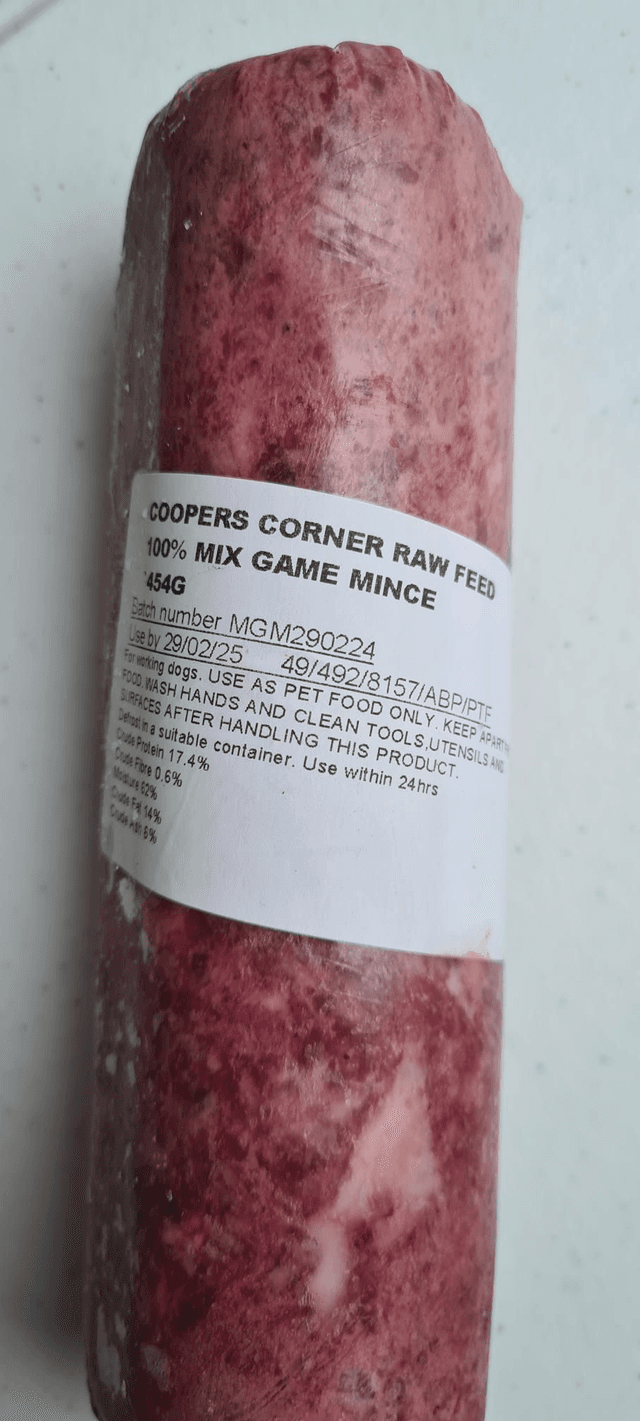 COOPERS CORNER RAW FEED
100% MIX GAME MINCE
454G
Batch number MGM290224
Use by 29/02/25 49/492/8157/ABP/PTF
For working dogs. USE AS PET FOOD ONLY. KEEP APART
FOOD. WASH HANDS AND CLEAN TOOLS,UTENSILS AND
SURFACES AFTER HANDLING THIS PRODUCT.
Defrost in a suitable container. Use within 24hrs
Crude Protein 17.4%
Crude Fibre 0.6%
Moisture 62%
Crude Fat 14%
Crude Ash 6%